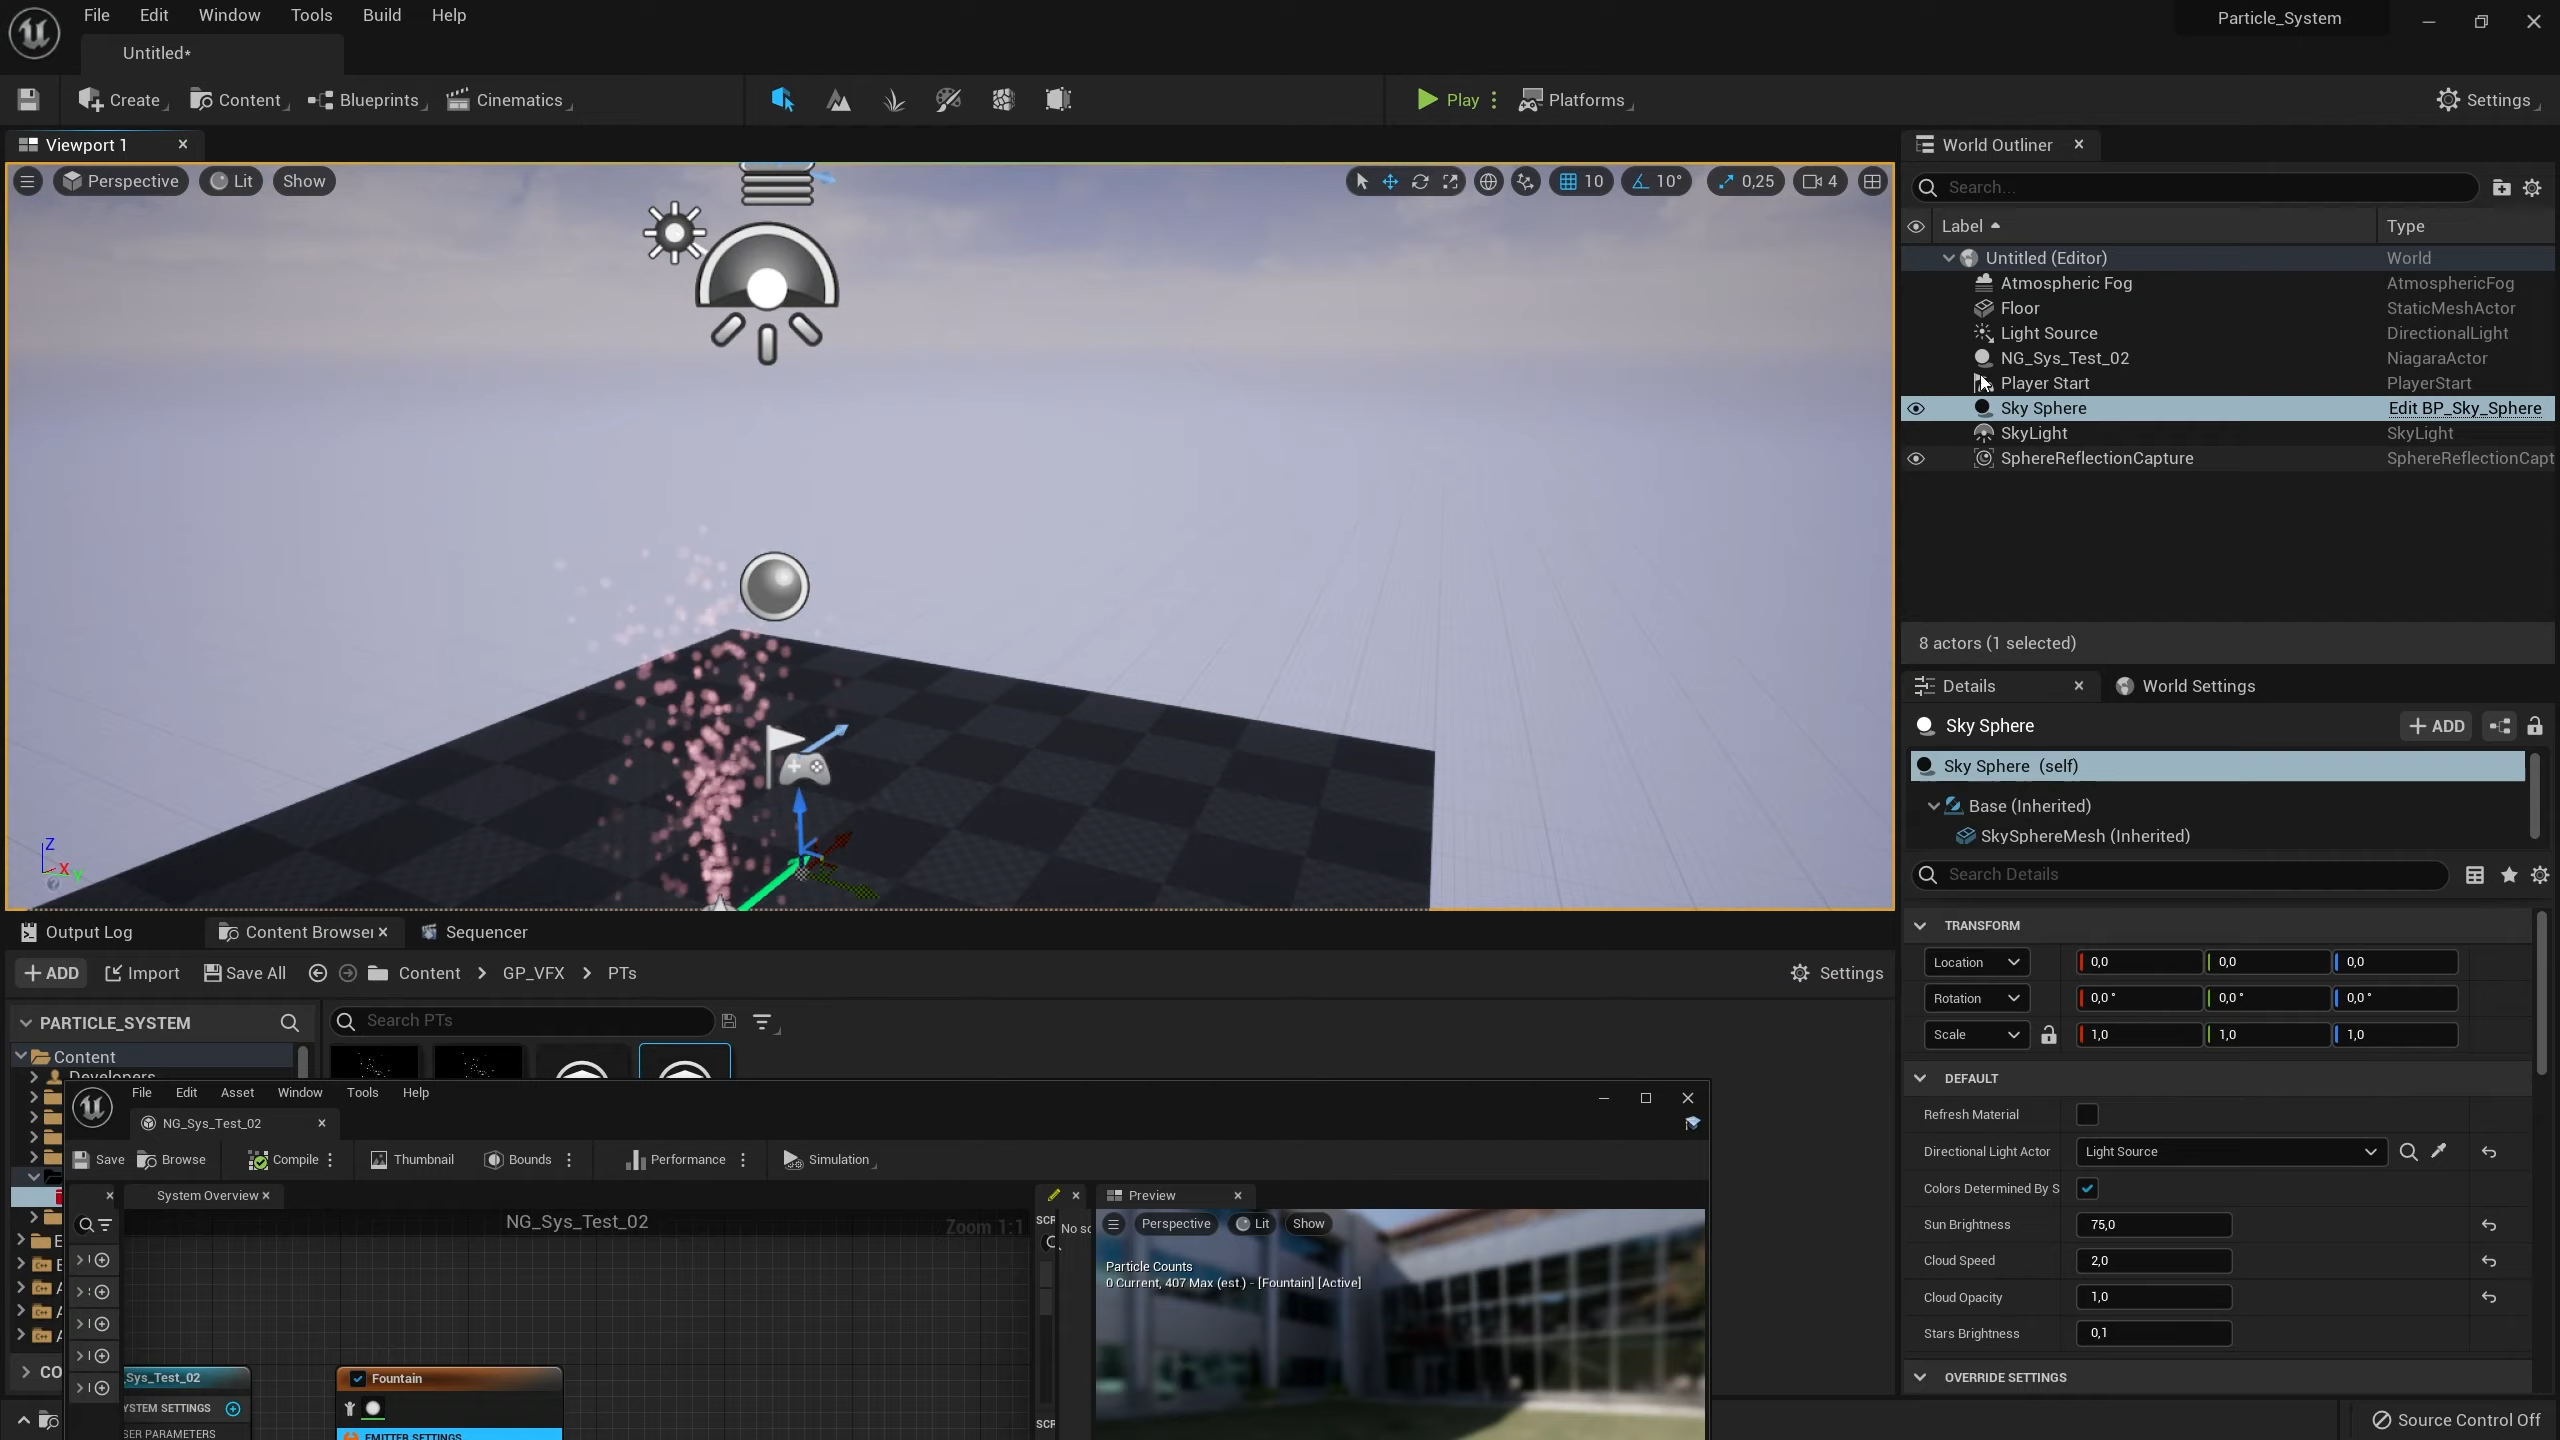 File Edit Window Tools Build Help
Particle_System
Untitled*
Create Content Blueprints Cinematics Play Platforms Settings
Viewport 1
World Outliner
Perspective Lit Show 10 10° 0,25 4
Search...
Label Type
Untitled (Editor) World
Atmospheric Fog AtmosphericFog
Floor StaticMeshActor
Light Source DirectionalLight
NG_Sys_Test_02 NiagaraActor
Player Start PlayerStart
Sky Sphere Edit BP_Sky_Sphere
SkyLight SkyLight
SphereReflectionCapture SphereReflectionCapt
8 actors (1 selected)
Details World Settings
Sky Sphere ADD
Sky Sphere (self)
Base (Inherited)
SkySphereMesh (Inherited)
Search Details
TRANSFORM
Location 0,0 0,0 0,0
Rotation 0,0 ° 0,0 ° 0,0 °
Scale 1,0 1,0 1,0
DEFAULT
Refresh Material
Directional Light Actor Light Source
Colors Determined By S
Sun Brightness 75,0
Cloud Speed 2,0
Cloud Opacity 1,0
Stars Brightness 0,1
OVERRIDE SETTINGS
Source Control Off
Z
X
Y
Output Log Content Browser Sequencer
ADD Import Save All Content GP_VFX PTs Settings
PARTICLE_SYSTEM Search PTs
Content
Developers
CO
File Edit Asset Window Tools Help
NG_Sys_Test_02
Save Browse Compile Thumbnail Bounds Performance Simulation
System Overview Preview
NG_Sys_Test_02 Zoom 1:1
Perspective Lit Show
Particle Counts
0 Current, 407 Max (est.) - [Fountain] [Active]
Sys_Test_02 Fountain
YSTEM SETTINGS
SER PARAMETERS
EMITTER SETTINGS